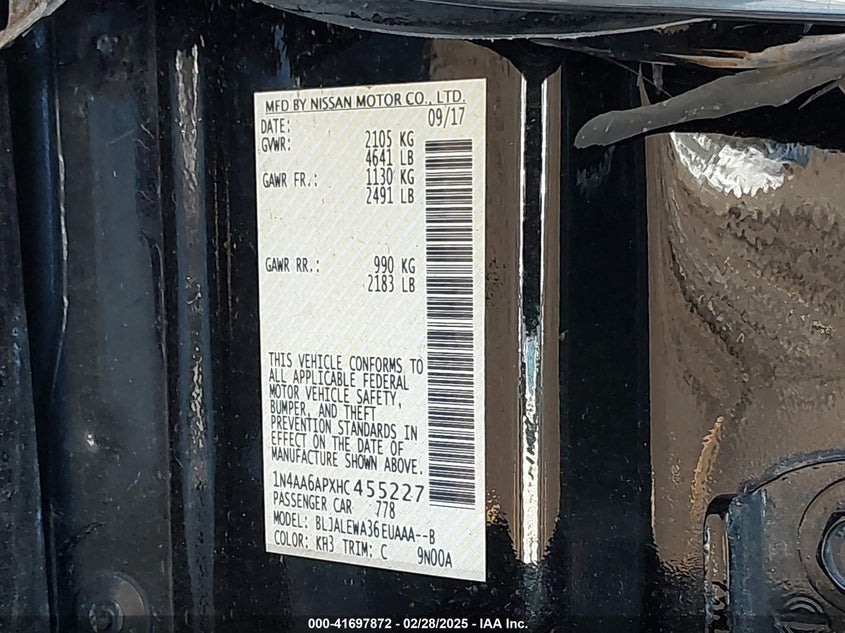 MFD BY NISSAN MOTOR CO., LTD.
DATE: 09/17
GVWR: 2105 KG
4641 LB
GAWR FR.: 1130 KG
2491 LB
GAWR RR.: 990 KG
2183 LB
THIS VEHICLE CONFORMS TO
ALL APPLICABLE FEDERAL
MOTOR VEHICLE SAFETY,
BUMPER, AND THEFT
PREVENTION STANDARDS IN
EFFECT ON THE DATE OF
MANUFACTURE SHOWN ABOVE.
1N4AA6APXHC455227
PASSENGER CAR 778
MODEL: BLJALEWA36EUAAA--B
COLOR: KH3 TRIM: C 9N00A
000-41697872 / 02/28/2025 - IAA Inc.